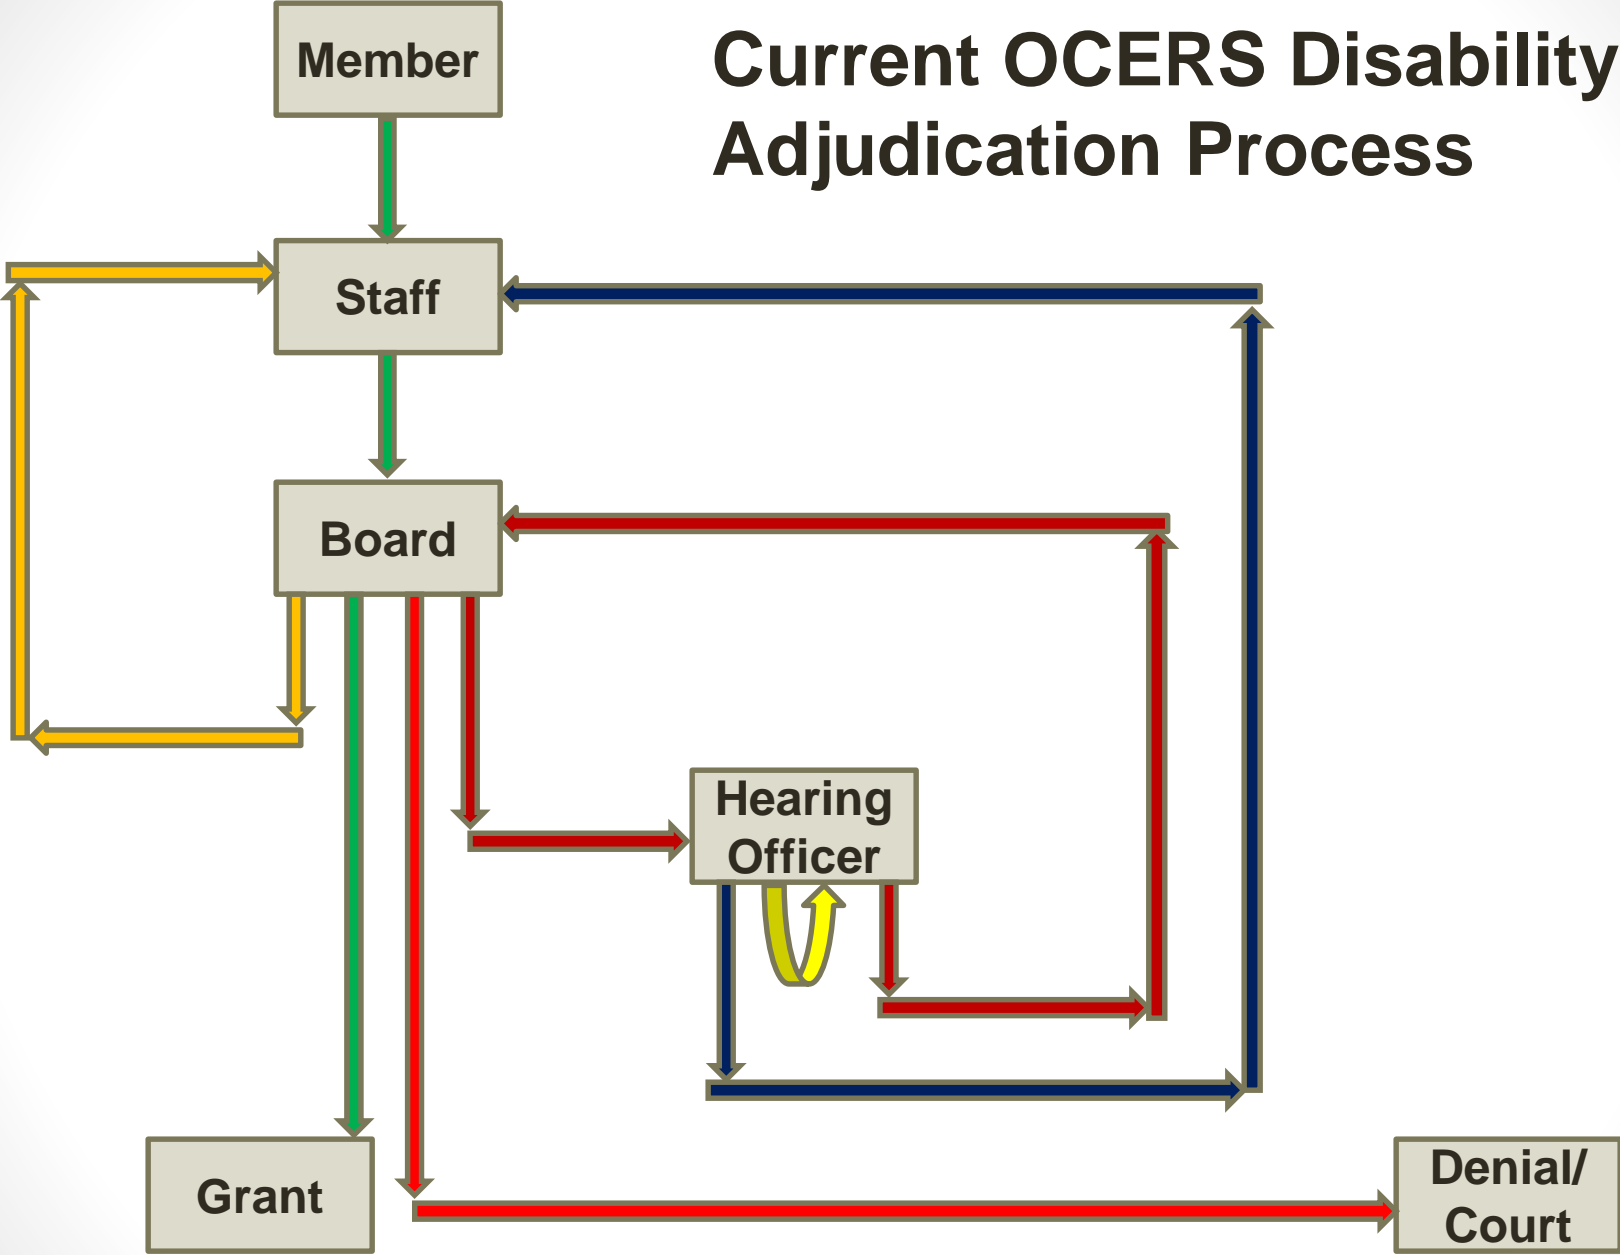 Member
Current OCERS Disability
Adjudication Process
Staff
Board
Hearing
Officer
Grant
Denial/
Court